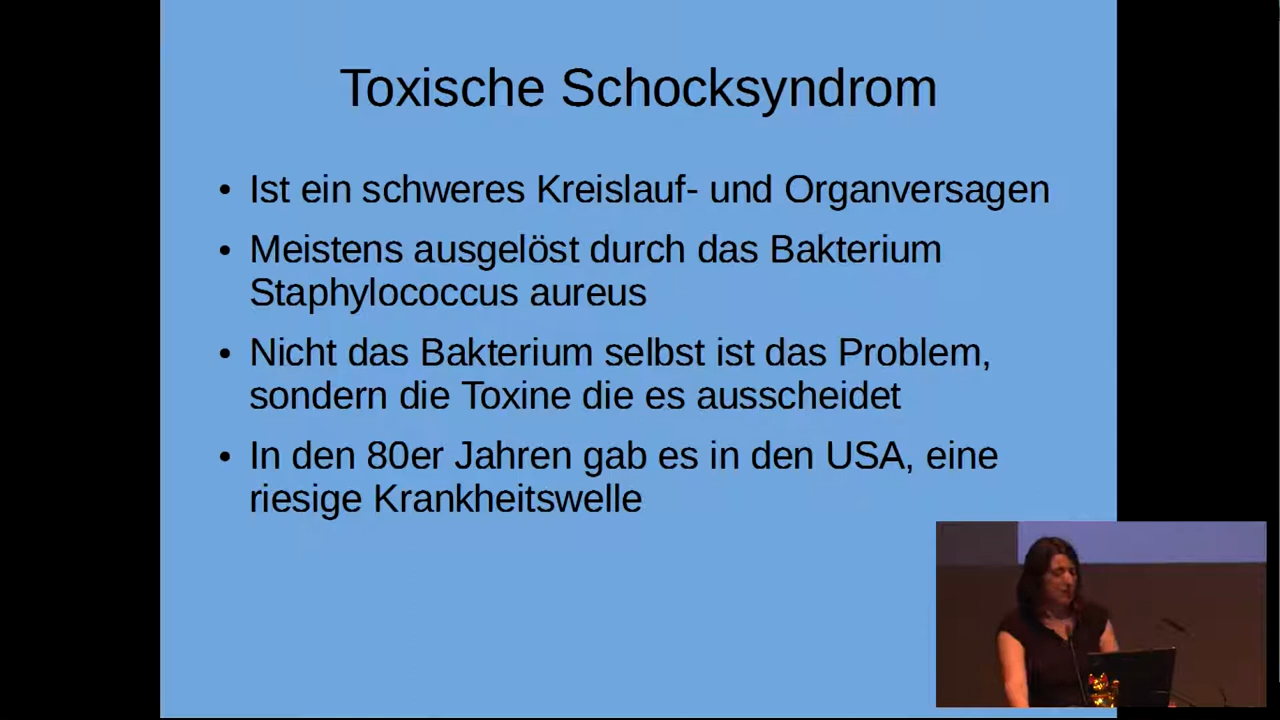 Toxische Schocksyndrom
• Ist ein schweres Kreislauf- und Organversagen
• Meistens ausgelöst durch das Bakterium
Staphylococcus aureus
• Nicht das Bakterium selbst ist das Problem,
sondern die Toxine die es ausscheidet
• In den 80er Jahren gab es in den USA, eine
riesige Krankheitswelle